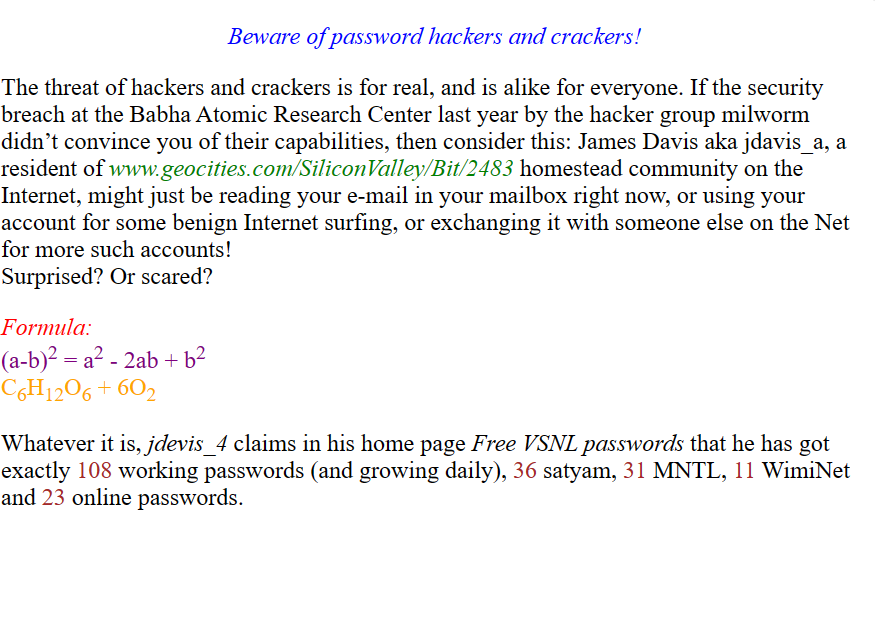 Beware of password hackers and crackers!
The threat of hackers and crackers is for real, and is alike for everyone. If the security
breach at the Babha Atomic Research Center last year by the hacker group milworm
didn’t convince you of their capabilities, then consider this: James Davis aka jdavis_a, a
resident of www.geocities.com/SiliconValley/Bit/2483 homestead community on the
Internet, might just be reading your e-mail in your mailbox right now, or using your
account for some benign Internet surfing, or exchanging it with someone else on the Net
for more such accounts!
Surprised? Or scared?
Formula:
(a-b)² = a² - 2ab + b²
C₆H₁₂O₆ + 6O₂
Whatever it is, jdevis_4 claims in his home page Free VSNL passwords that he has got
exactly 108 working passwords (and growing daily), 36 satyam, 31 MNTL, 11 WimiNet
and 23 online passwords.